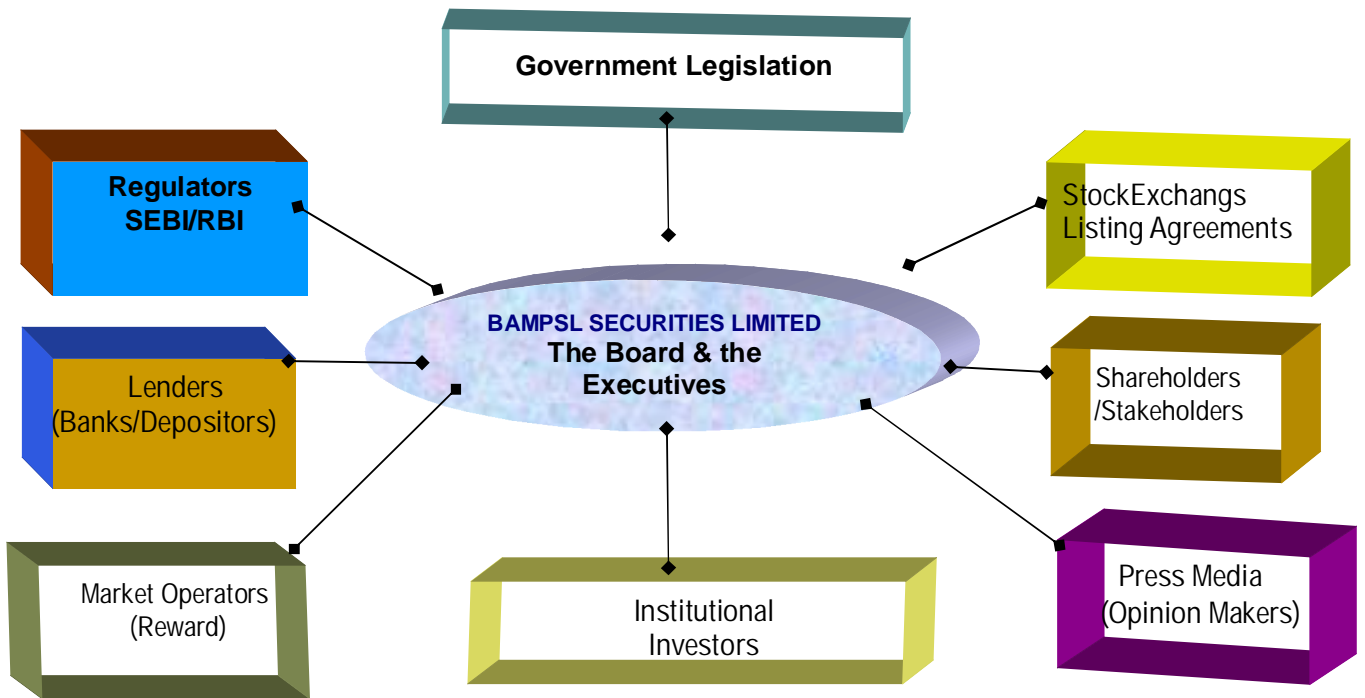 Government Legislation
Regulators
SEBI/RBI
StockExchangs
Listing Agreements
BAMPSL SECURITIES LIMITED
The Board & the
Executives
Lenders
(Banks/Depositors)
Shareholders
/Stakeholders
Market Operators
(Reward)
Institutional
Investors
Press Media
(Opinion Makers)